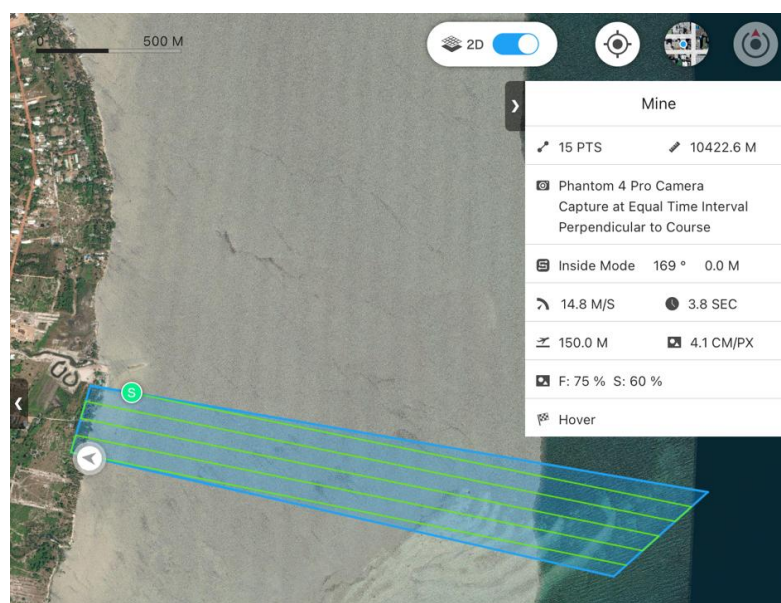 0
500 M
2D
Mine
15 PTS 10422.6 M
Phantom 4 Pro Camera
Capture at Equal Time Interval
Perpendicular to Course
Inside Mode 169 ° 0.0 M
14.8 M/S 3.8 SEC
150.0 M 4.1 CM/PX
F: 75 % S: 60 %
Hover
S